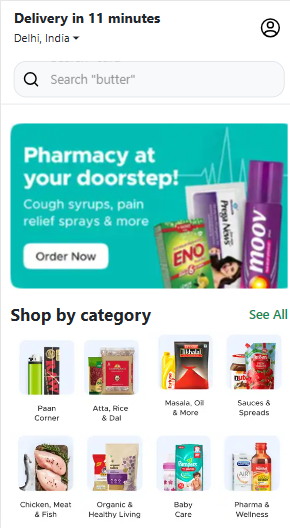 Delivery in 11 minutes
Delhi, India
Search "butter"
Pharmacy at
your doorstep!
Cough syrups, pain
relief sprays & more
Order Now
Prega News
moov
ENO
Shop by category
See All
Paan
Corner
Atta, Rice
& Dal
Masala, Oil
& More
Sauces &
Spreads
Pampers
Chicken, Meat
& Fish
Organic &
Healthy Living
Baby
Care
Pharma &
Wellness